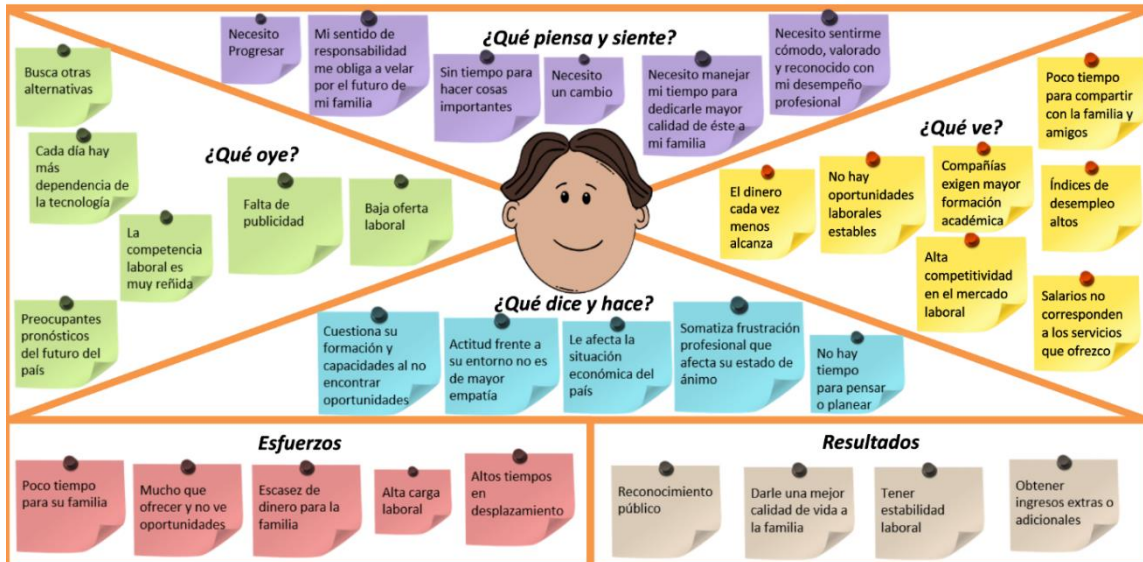 ¿Qué piensa y siente?
Necesito
Progresar
Mi sentido de
responsabilidad
me obliga a velar
por el futuro de
mi familia
Sin tiempo para
hacer cosas
importantes
Necesito
un cambio
Necesito manejar
mi tiempo para
dedicarle mayor
calidad de éste a
mi familia
Necesito sentirme
cómodo, valorado
y reconocido con
mi desempeño
profesional
¿Qué oye?
Busca otras
alternativas
Cada día hay
más
dependencia de
la tecnología
La
competencia
laboral es
muy reñida
Preocupantes
pronósticos
del futuro del
país
Falta de
publicidad
Baja oferta
laboral
¿Qué ve?
Poco tiempo
para compartir
con la familia y
amigos
El dinero
cada vez
menos
alcanza
No hay
oportunidades
laborales
estables
Compañías
exigen mayor
formación
académica
Índices de
desempleo
altos
Alta
competitividad
en el mercado
laboral
Salarios no
corresponden
a los servicios
que ofrezco
¿Qué dice y hace?
Cuestiona su
formación y
capacidades al no
encontrar
oportunidades
Actitud frente a
su entorno no es
de mayor
empatía
Le afecta la
situación
económica del
país
Somatiza frustración
profesional que
afecta su estado de
ánimo
No hay
tiempo
para pensar
o planear
Esfuerzos
Poco tiempo
para su familia
Mucho que
ofrecer y no ve
oportunidades
Escasez de
dinero para la
familia
Alta carga
laboral
Altos tiempos
en
desplazamiento
Resultados
Reconocimiento
público
Darle una mejor
calidad de vida a
la familia
Tener
estabilidad
laboral
Obtener
ingresos extras o
adicionales